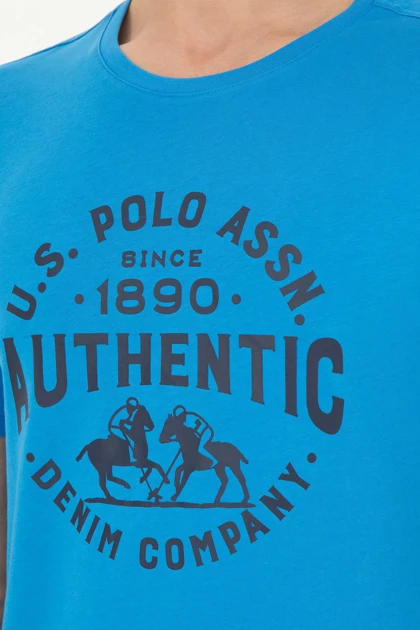 U.S. POLO ASSN.
SINCE
·1890·
AUTHENTIC
·DENIM COMPANY·